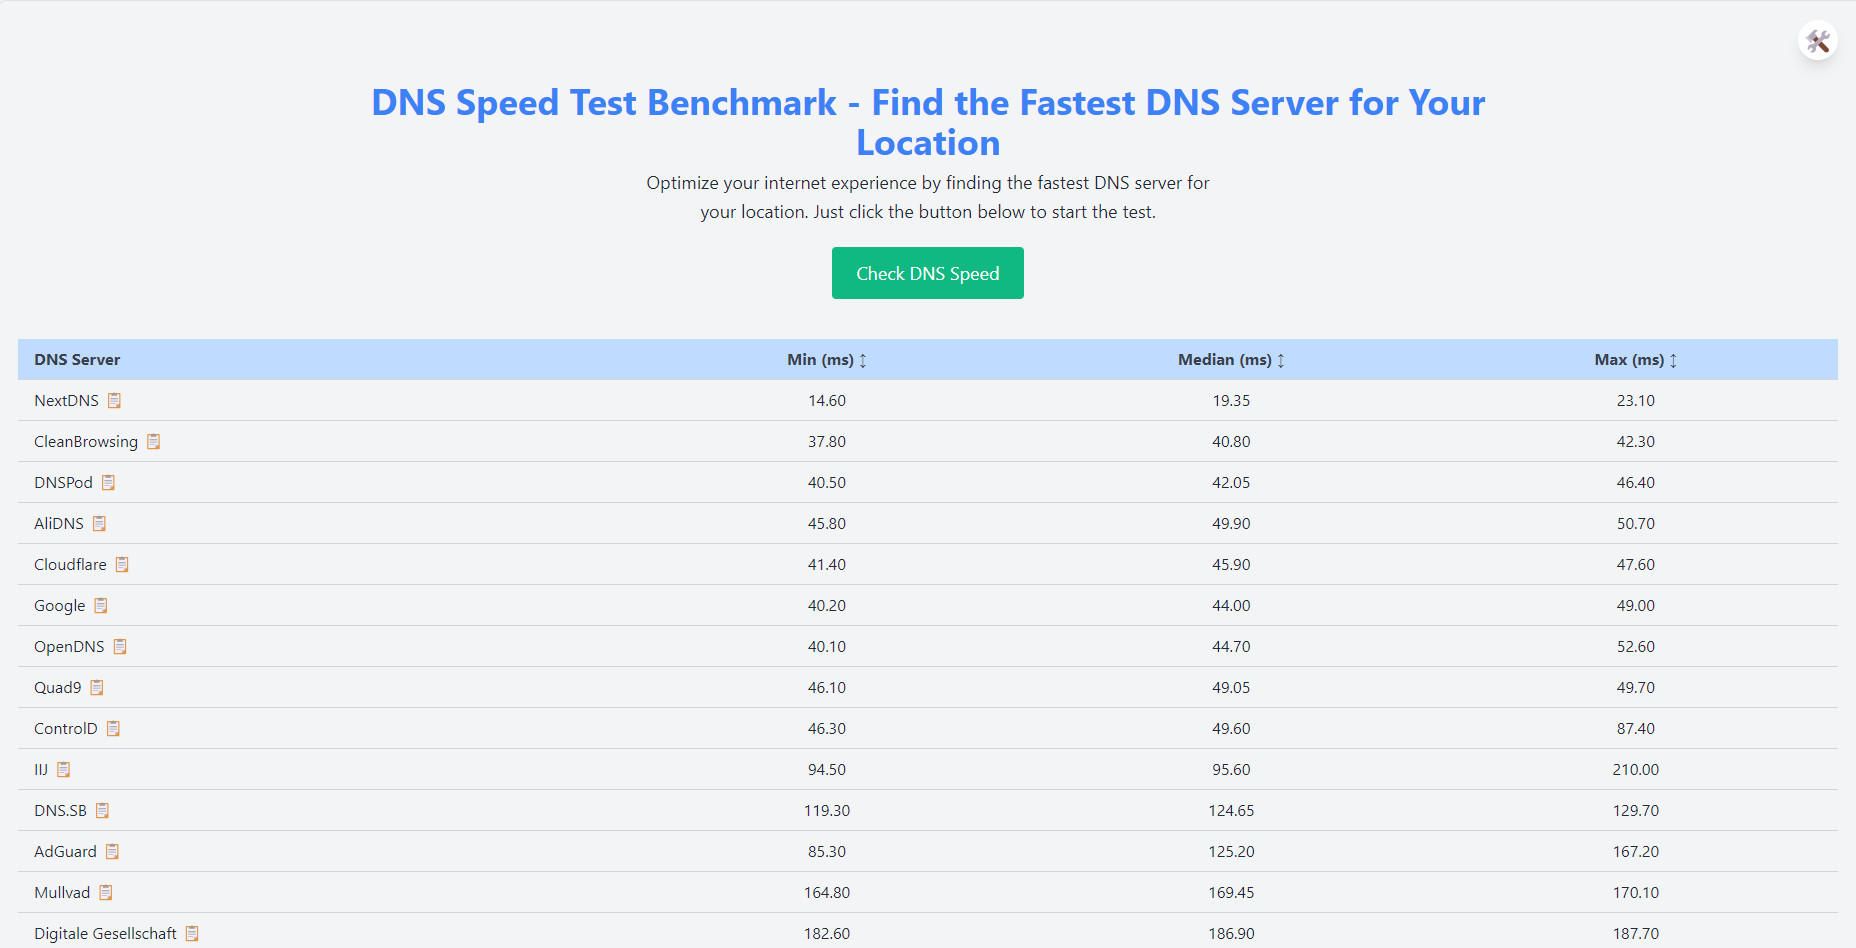 DNS Speed Test Benchmark - Find the Fastest DNS Server for Your
Location
Optimize your internet experience by finding the fastest DNS server for
your location. Just click the button below to start the test.
Check DNS Speed
DNS Server Min (ms) ↕ Median (ms) ↕ Max (ms) ↕
NextDNS 14.60 19.35 23.10
CleanBrowsing 37.80 40.80 42.30
DNSPod 40.50 42.05 46.40
AliDNS 45.80 49.90 50.70
Cloudflare 41.40 45.90 47.60
Google 40.20 44.00 49.00
OpenDNS 40.10 44.70 52.60
Quad9 46.10 49.05 49.70
ControlD 46.30 49.60 87.40
IIJ 94.50 95.60 210.00
DNS.SB 119.30 124.65 129.70
AdGuard 85.30 125.20 167.20
Mullvad 164.80 169.45 170.10
Digitale Gesellschaft 182.60 186.90 187.70